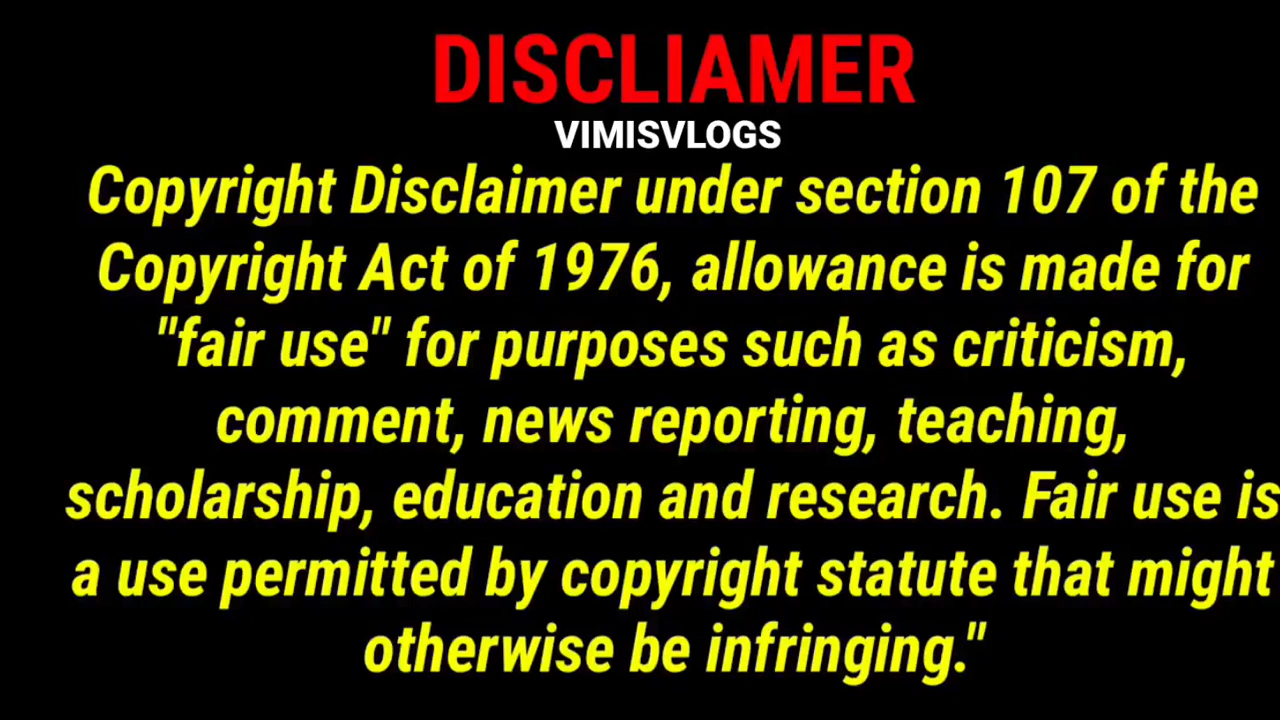 DISCLIAMER
VIMISVLOGS
Copyright Disclaimer under section 107 of the
Copyright Act of 1976, allowance is made for
"fair use" for purposes such as criticism,
comment, news reporting, teaching,
scholarship, education and research. Fair use is
a use permitted by copyright statute that might
otherwise be infringing."